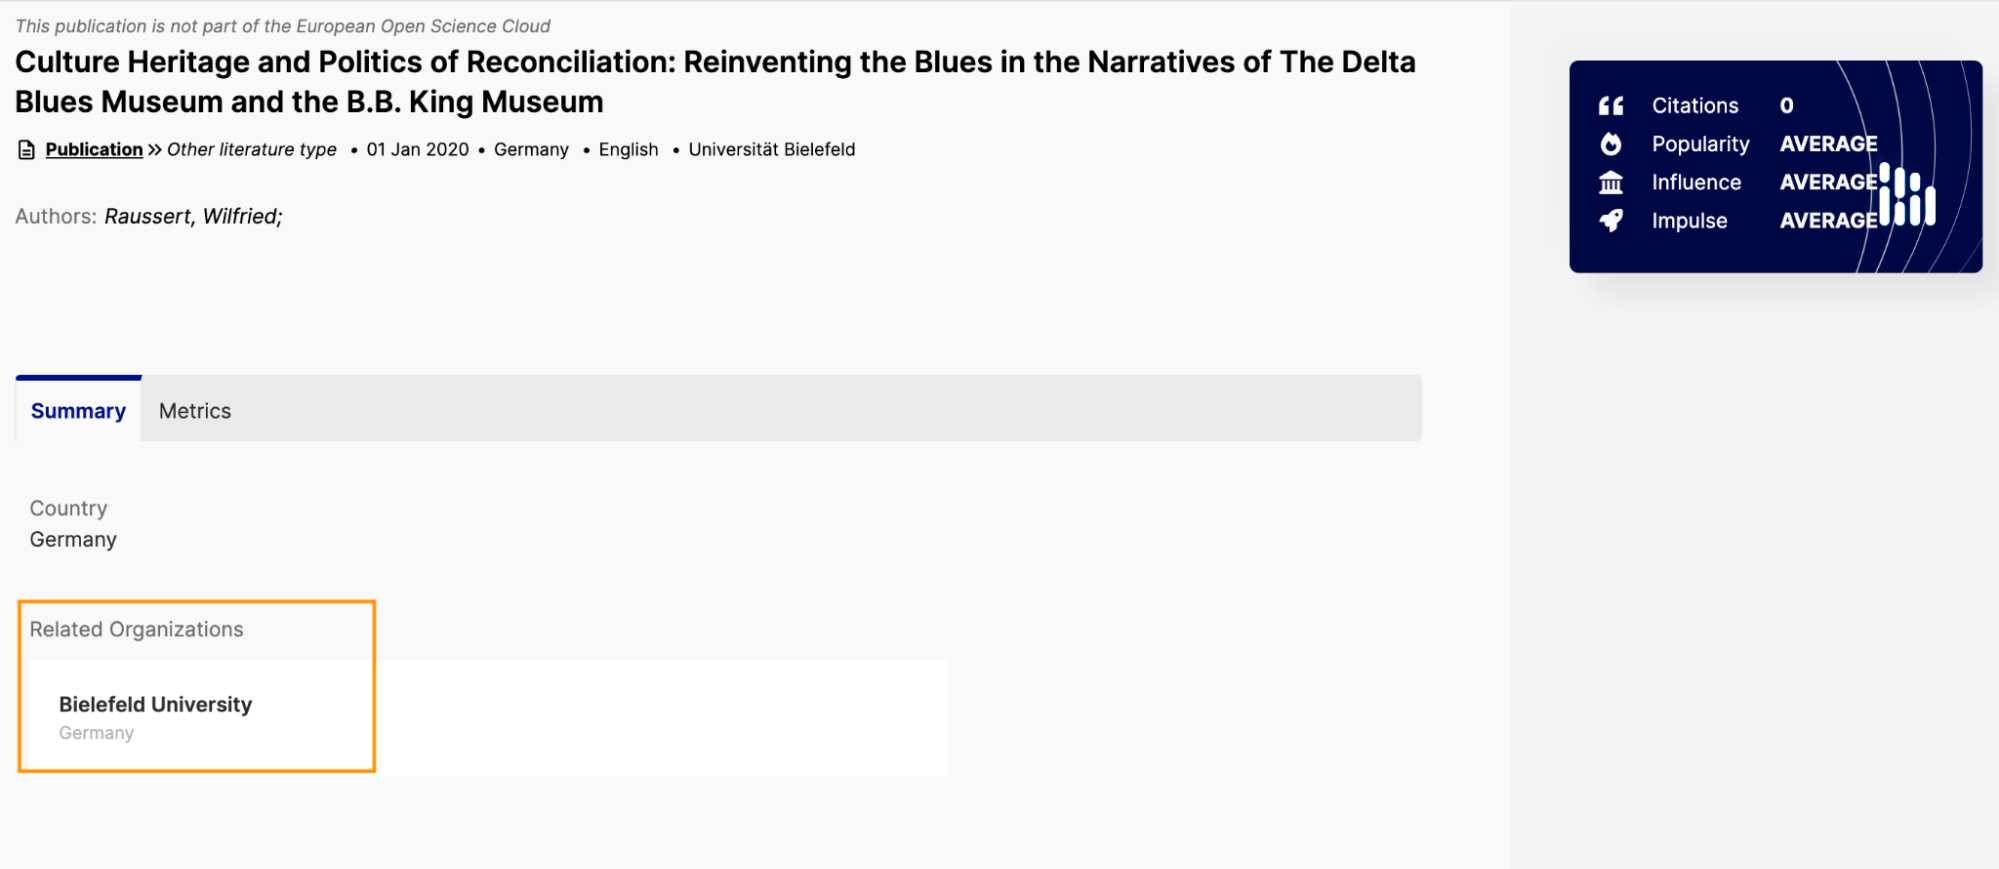 This publication is not part of the European Open Science Cloud
Culture Heritage and Politics of Reconciliation: Reinventing the Blues in the Narratives of The Delta
Blues Museum and the B.B. King Museum
Publication >> Other literature type • 01 Jan 2020 • Germany • English • Universität Bielefeld
Authors: Raussert, Wilfried;
Citations 0
Popularity AVERAGE
Influence AVERAGE
Impulse AVERAGE
Summary Metrics
Country
Germany
Related Organizations
Bielefeld University
Germany